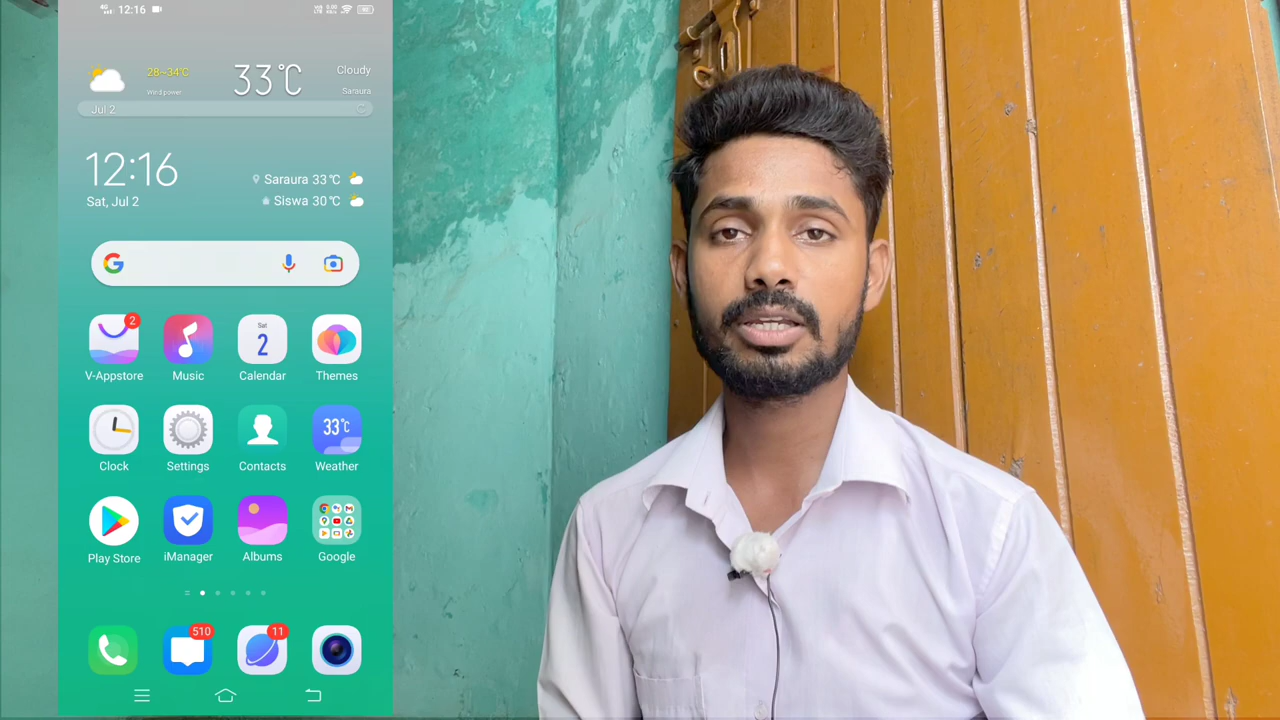 4G 12:16
28~34℃
Wind power
33℃
Cloudy
Saraura
Jul 2
12:16
Sat, Jul 2
Saraura 33℃
Siswa 30℃
G
2
V-Appstore
Music
Sat
2
Calendar
Themes
Clock
Settings
Contacts
33℃
Weather
Play Store
iManager
Albums
Google
510
11